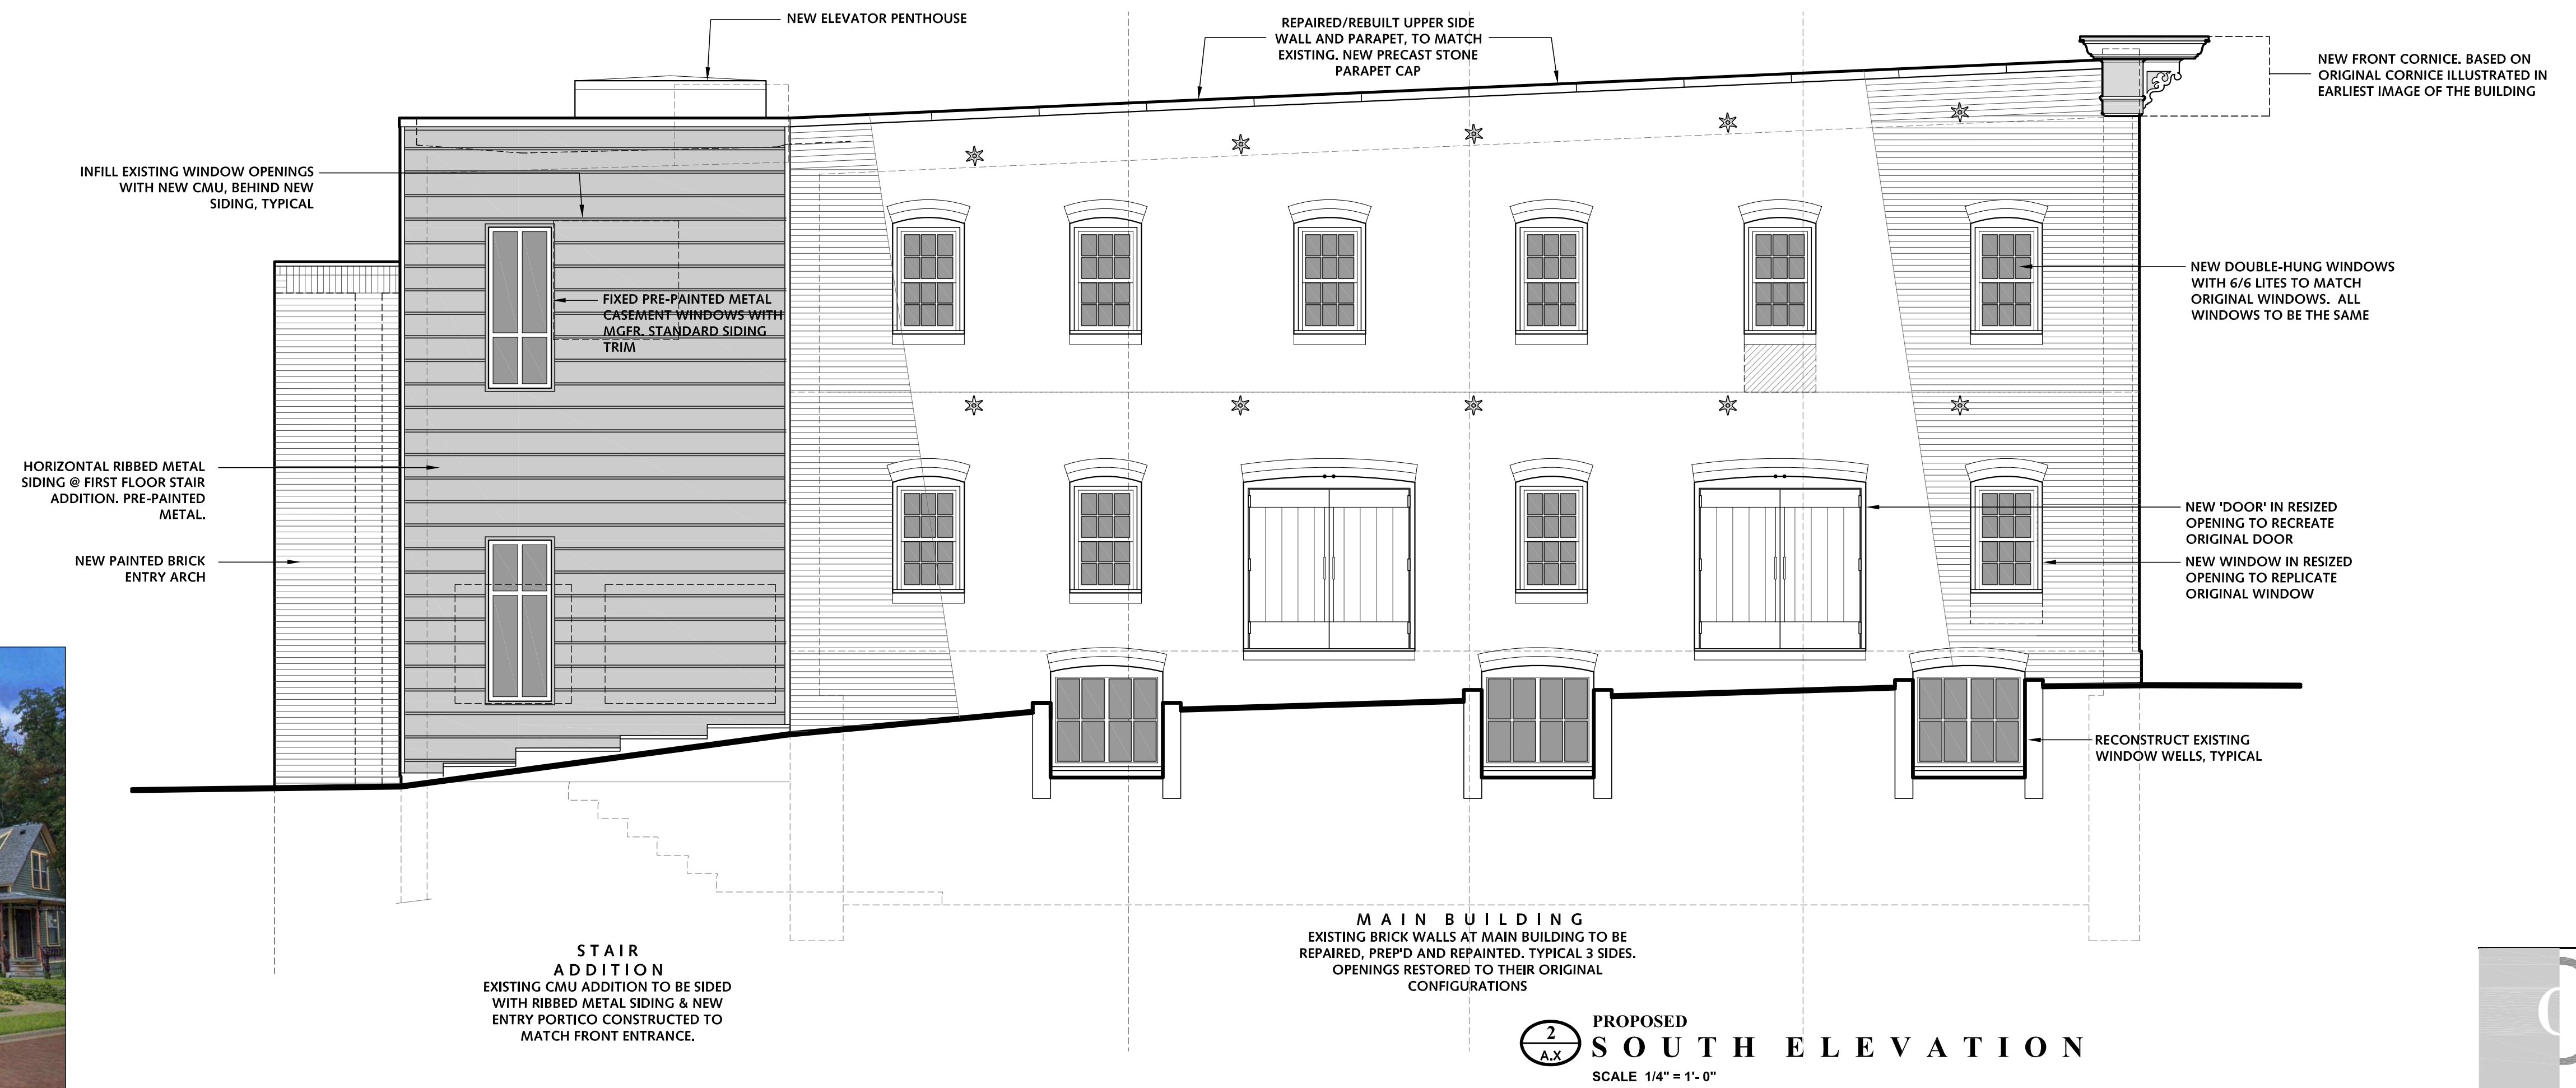 NEW ELEVATOR PENTHOUSE
REPAIRED/REBUILT UPPER SIDE
WALL AND PARAPET, TO MATCH
EXISTING. NEW PRECAST STONE
PARAPET CAP
NEW FRONT CORNICE. BASED ON
ORIGINAL CORNICE ILLUSTRATED IN
EARLIEST IMAGE OF THE BUILDING
INFILL EXISTING WINDOW OPENINGS
WITH NEW CMU, BEHIND NEW
SIDING, TYPICAL
FIXED PRE-PAINTED METAL
CASEMENT WINDOWS WITH
MGFR. STANDARD SIDING
TRIM
NEW DOUBLE-HUNG WINDOWS
WITH 6/6 LITES TO MATCH
ORIGINAL WINDOWS. ALL
WINDOWS TO BE THE SAME
HORIZONTAL RIBBED METAL
SIDING @ FIRST FLOOR STAIR
ADDITION. PRE-PAINTED
METAL.
NEW PAINTED BRICK
ENTRY ARCH
NEW 'DOOR' IN RESIZED
OPENING TO RECREATE
ORIGINAL DOOR
NEW WINDOW IN RESIZED
OPENING TO REPLICATE
ORIGINAL WINDOW
RECONSTRUCT EXISTING
WINDOW WELLS, TYPICAL
STAIR
ADDITION
EXISTING CMU ADDITION TO BE SIDED
WITH RIBBED METAL SIDING & NEW
ENTRY PORTICO CONSTRUCTED TO
MATCH FRONT ENTRANCE.
MAIN BUILDING
EXISTING BRICK WALLS AT MAIN BUILDING TO BE
REPAIRED, PREP'D AND REPAINTED. TYPICAL 3 SIDES.
OPENINGS RESTORED TO THEIR ORIGINAL
CONFIGURATIONS
2
A.X
PROPOSED
SOUTH ELEVATION
SCALE 1/4" = 1'- 0"